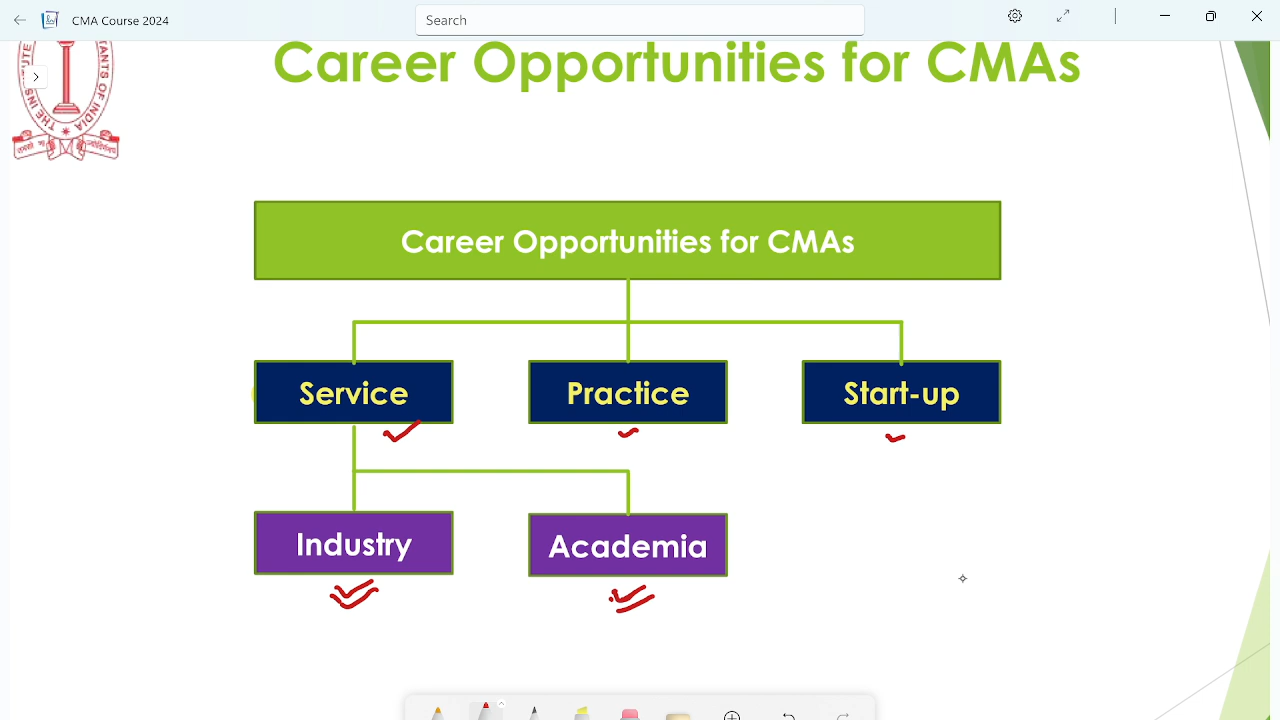 CMA Course 2024
Search
Career Opportunities for CMAs
Career Opportunities for CMAs
Service
Practice
Start-up
Industry
Academia